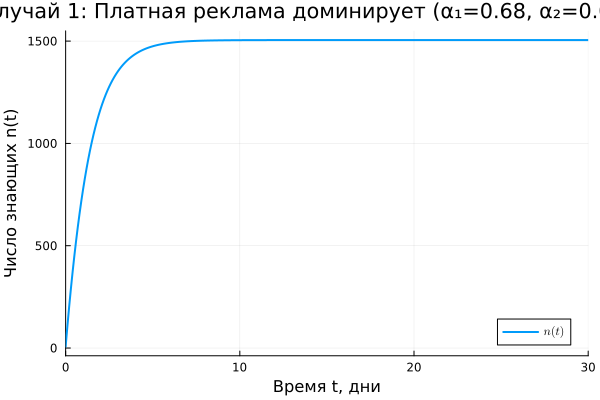 лучай 1: Платная реклама доминирует (α₁=0.68, α₂=0.0
Число знающих n(t)
1500
1000
500
0
n(t)
0 10 20 30
Время t, дни